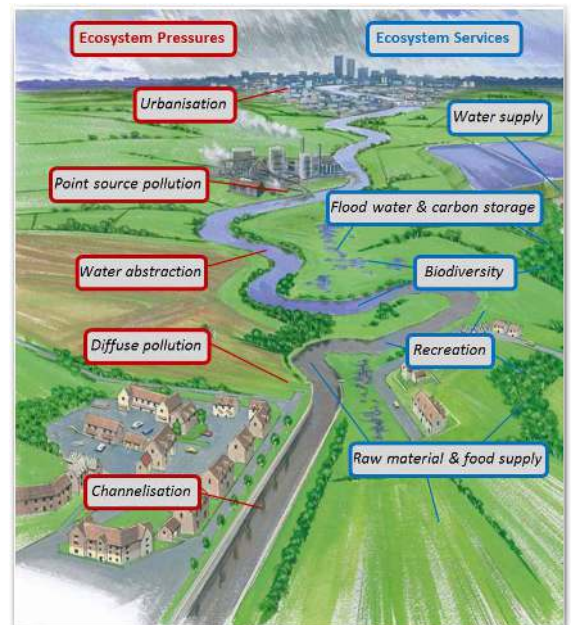 Ecosystem Pressures
Ecosystem Services
Urbanisation
Water supply
Point source pollution
Flood water & carbon storage
Water abstraction
Biodiversity
Diffuse pollution
Recreation
Raw material & food supply
Channelisation